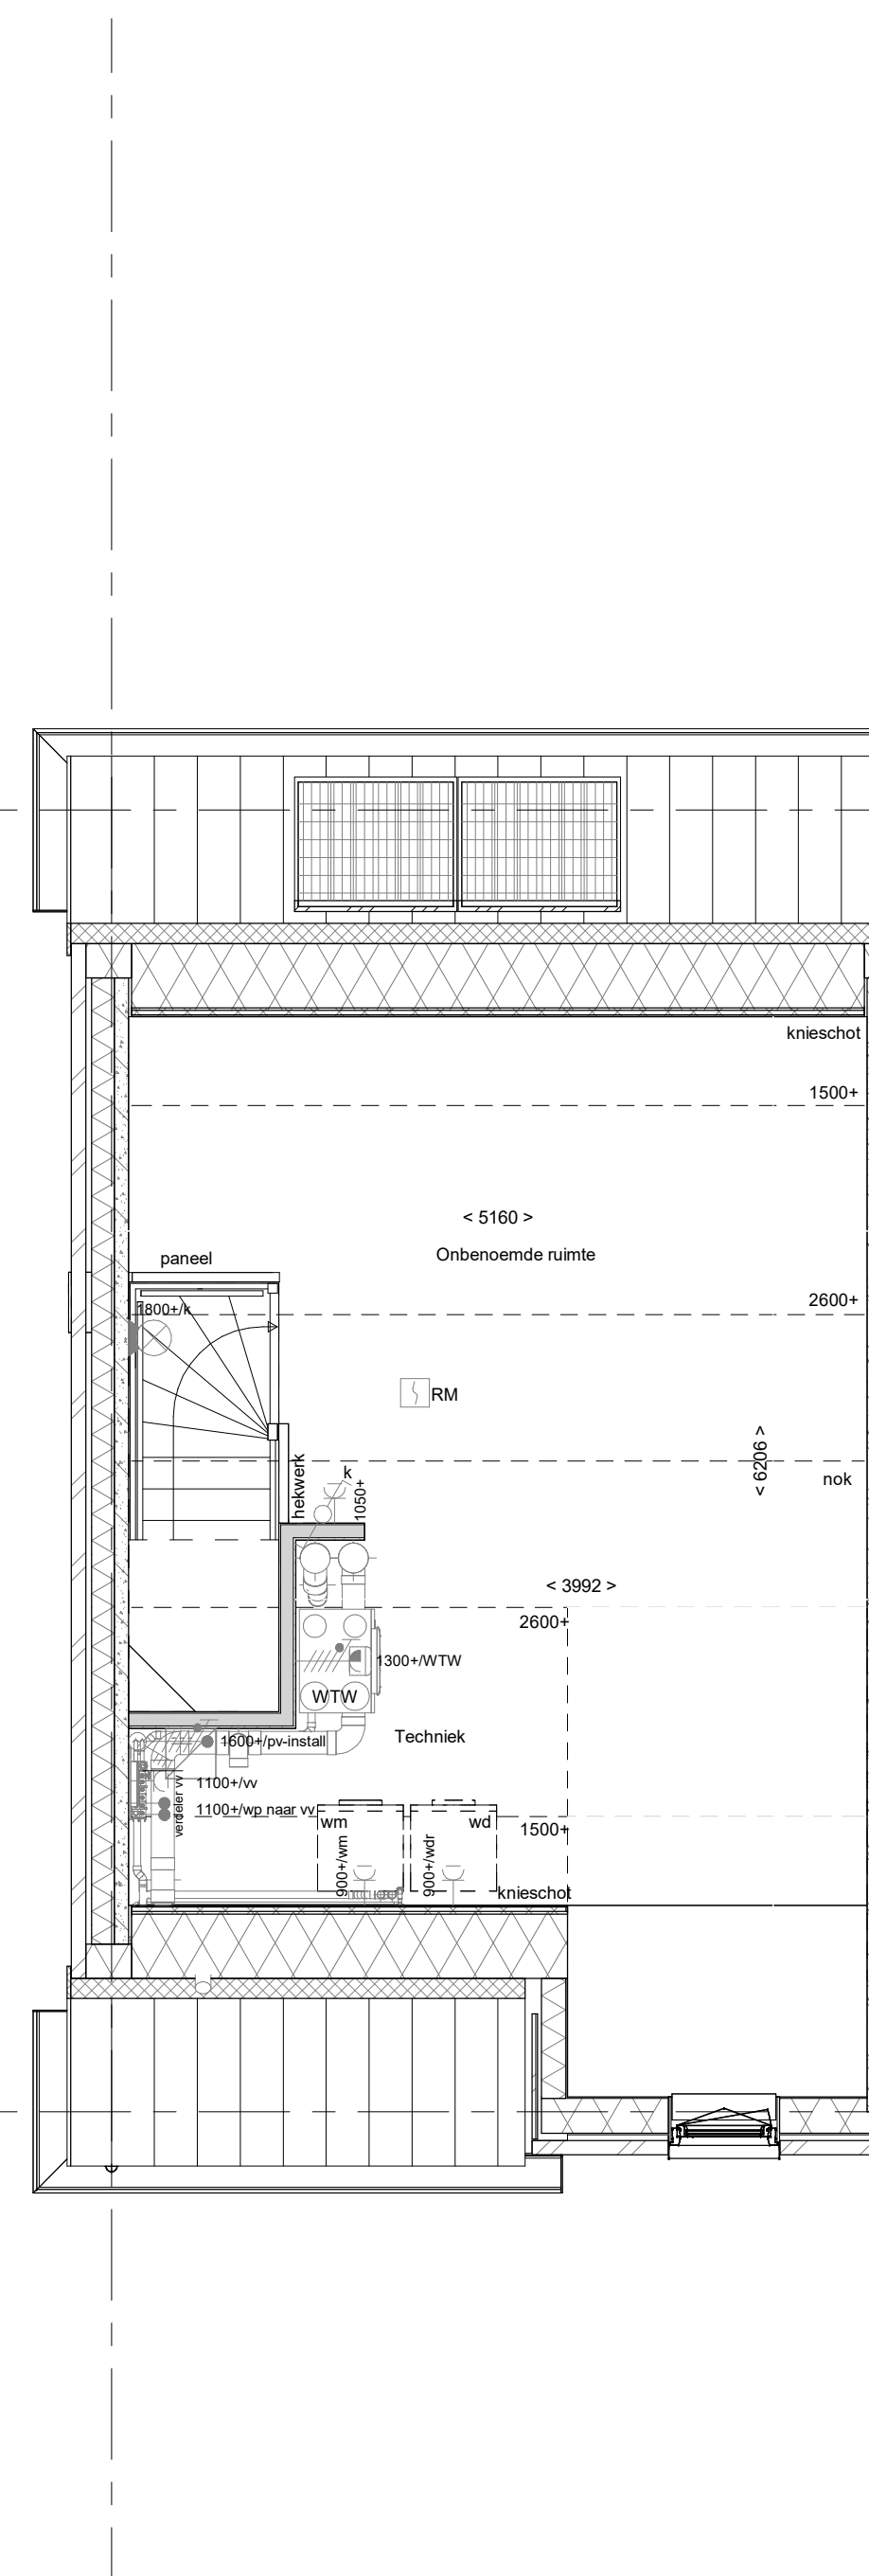 knieschot
1500+
< 5160 >
Onbenoemde ruimte
paneel
2600+
1800+/k
RM
< 6206 >
hekwerk
k
1050+
nok
< 3992 >
2600+
1300+/WTW
WTW
Techniek
1600+/pv-install
verdeler vv
1100+/vv
1100+/wp naar vv
wm
wd
1500+
900+/wm
900+/wdr
knieschot